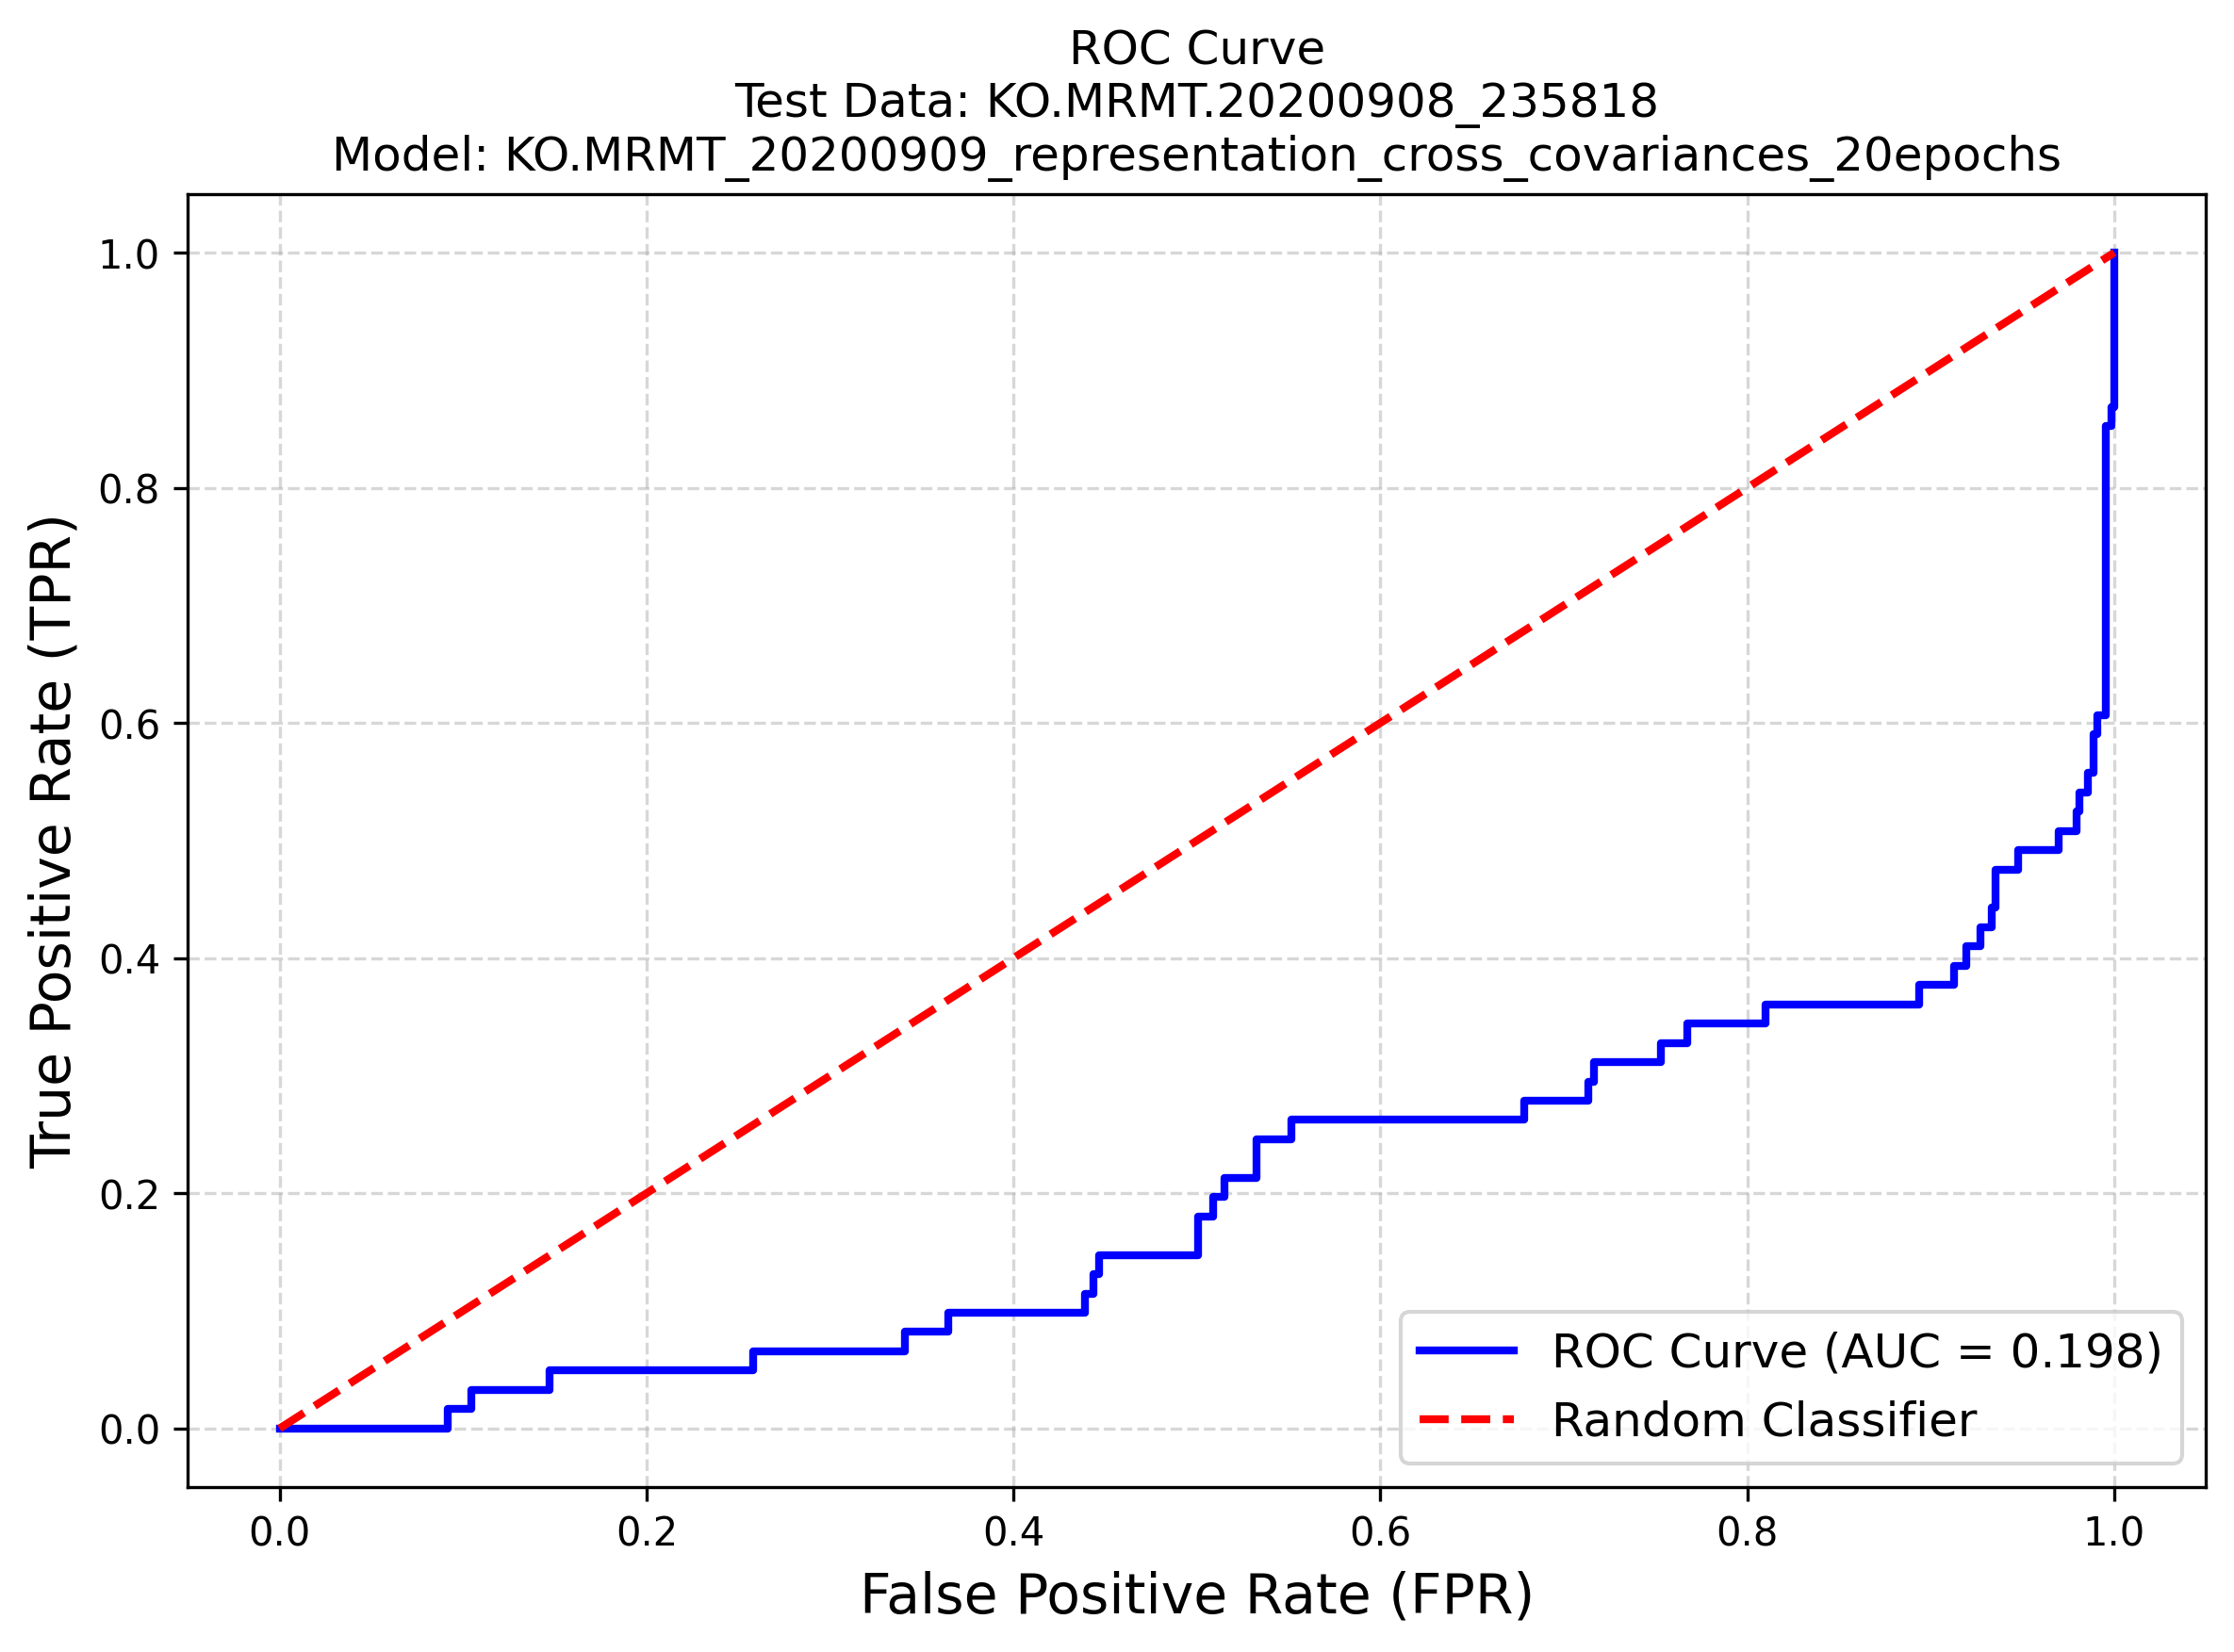 ROC Curve
Test Data: KO.MRMT.20200908_235818
Model: KO.MRMT_20200909_representation_cross_covariances_20epochs
True Positive Rate (TPR)
1.0
0.8
0.6
0.4
0.2
0.0
ROC Curve (AUC = 0.198)
Random Classifier
0.0 0.2 0.4 0.6 0.8 1.0
False Positive Rate (FPR)